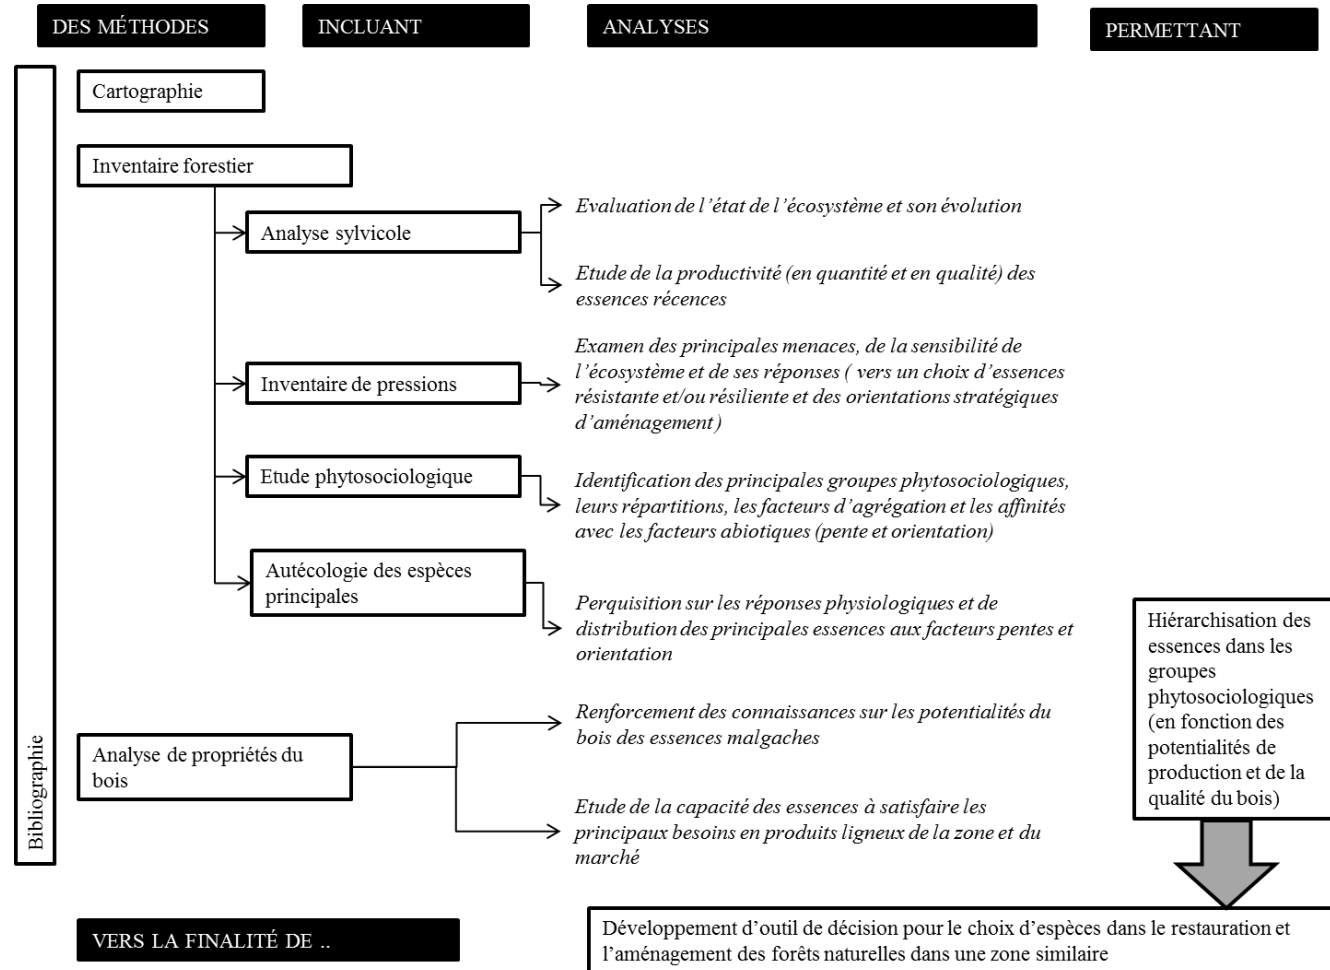 DES MÉTHODES
INCLUANT
ANALYSES
PERMETTANT
Bibliographie
Cartographie
Inventaire forestier
Analyse sylvicole
Evaluation de l'état de l'écosystème et son évolution
Etude de la productivité (en quantité et en qualité) des
essences récences
Inventaire de pressions
Examen des principales menaces, de la sensibilité de
l'écosystème et de ses réponses ( vers un choix d'essences
résistante et/ou résiliente et des orientations stratégiques
d'aménagement)
Etude phytosociologique
Identification des principales groupes phytosociologiques,
leurs répartitions, les facteurs d'agrégation et les affinités
avec les facteurs abiotiques (pente et orientation)
Autécologie des espèces
principales
Perquisition sur les réponses physiologiques et de
distribution des principales essences aux facteurs pentes et
orientation
Analyse de propriétés du
bois
Renforcement des connaissances sur les potentialités du
bois des essences malgaches
Etude de la capacité des essences à satisfaire les
principaux besoins en produits ligneux de la zone et du
marché
Hiérarchisation des
essences dans les
groupes
phytosociologiques
(en fonction des
potentialités de
production et de la
qualité du bois)
VERS LA FINALITÉ DE ..
Développement d'outil de décision pour le choix d'espèces dans le restauration et
l'aménagement des forêts naturelles dans une zone similaire